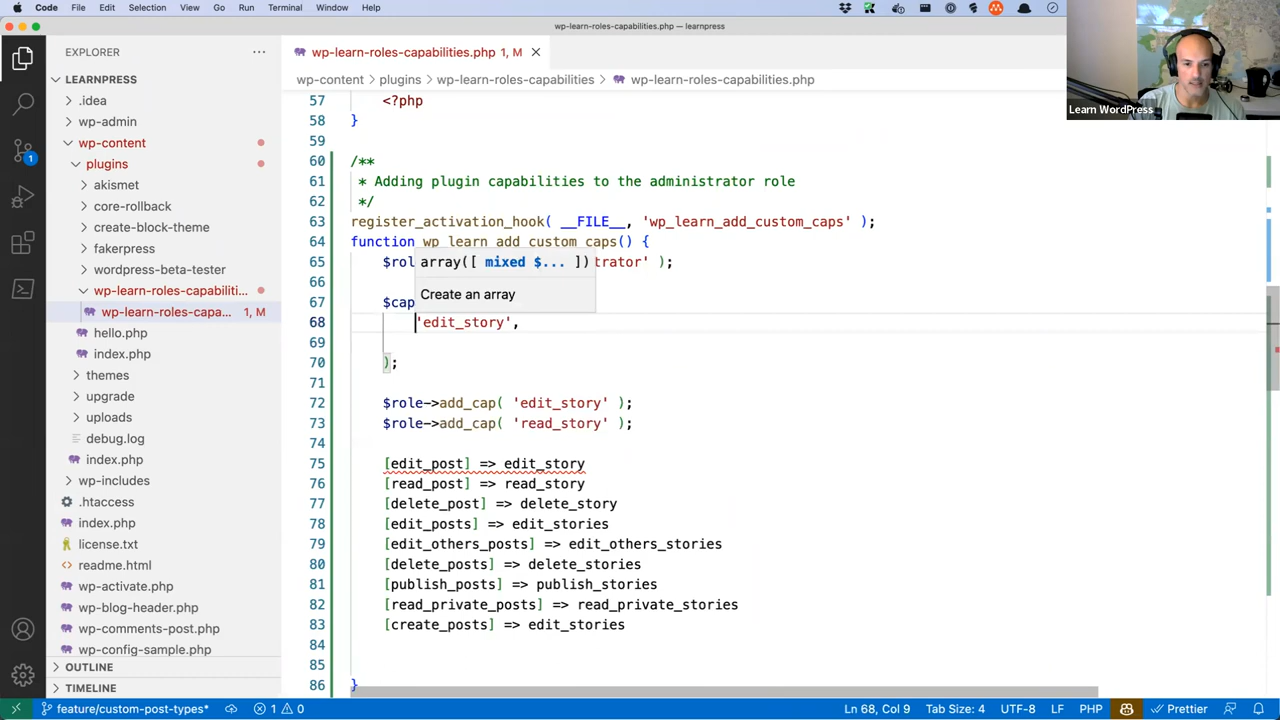 Code File Edit Selection View Go Run Terminal Window Help
wp-learn-roles-capabilities.php — learnpress
EXPLORER
wp-learn-roles-capabilities.php 1, M
LEARNPRESS
.idea
wp-admin
wp-content
plugins
akismet
core-rollback
create-block-theme
fakerpress
wordpress-beta-tester
wp-learn-roles-capabiliti...
wp-learn-roles-capa... 1, M
hello.php
index.php
themes
upgrade
uploads
debug.log
index.php
wp-includes
.htaccess
index.php
license.txt
readme.html
wp-activate.php
wp-blog-header.php
wp-comments-post.php
wp-config-sample.php
OUTLINE
TIMELINE
wp-content > plugins > wp-learn-roles-capabilities > wp-learn-roles-capabilities.php
57 <?php
58 }
59
60 /**
61 * Adding plugin capabilities to the administrator role
62 */
63 register_activation_hook( __FILE__, 'wp_learn_add_custom_caps' );
64 function wp_learn_add_custom_caps() {
65 $rol trator' );
66
67 $cap
68 'edit_story',
69
70 );
71
72 $role->add_cap( 'edit_story' );
73 $role->add_cap( 'read_story' );
74
75 [edit_post] => edit_story
76 [read_post] => read_story
77 [delete_post] => delete_story
78 [edit_posts] => edit_stories
79 [edit_others_posts] => edit_others_stories
80 [delete_posts] => delete_stories
81 [publish_posts] => publish_stories
82 [read_private_posts] => read_private_stories
83 [create_posts] => edit_stories
84
85
86 }
array([ mixed $... ])
Create an array
Learn WordPress
1
feature/custom-post-types* 1 0 Ln 68, Col 9 Tab Size: 4 UTF-8 LF PHP Prettier